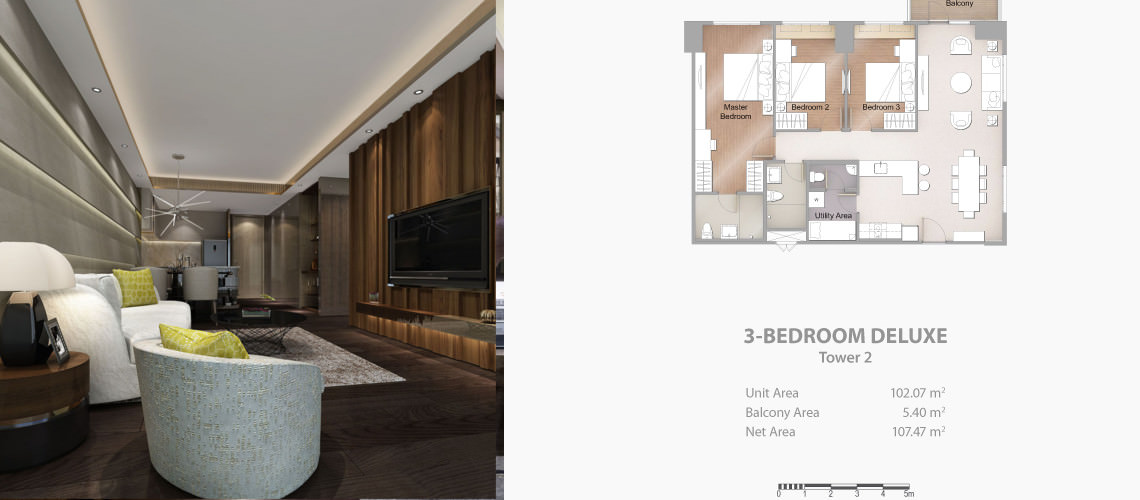 Balcony
Master
Bedroom
Bedroom 2
Bedroom 3
Utility Area
3-BEDROOM DELUXE
Tower 2
Unit Area 102.07 m²
Balcony Area 5.40 m²
Net Area 107.47 m²
0 1 2 3 4 5m